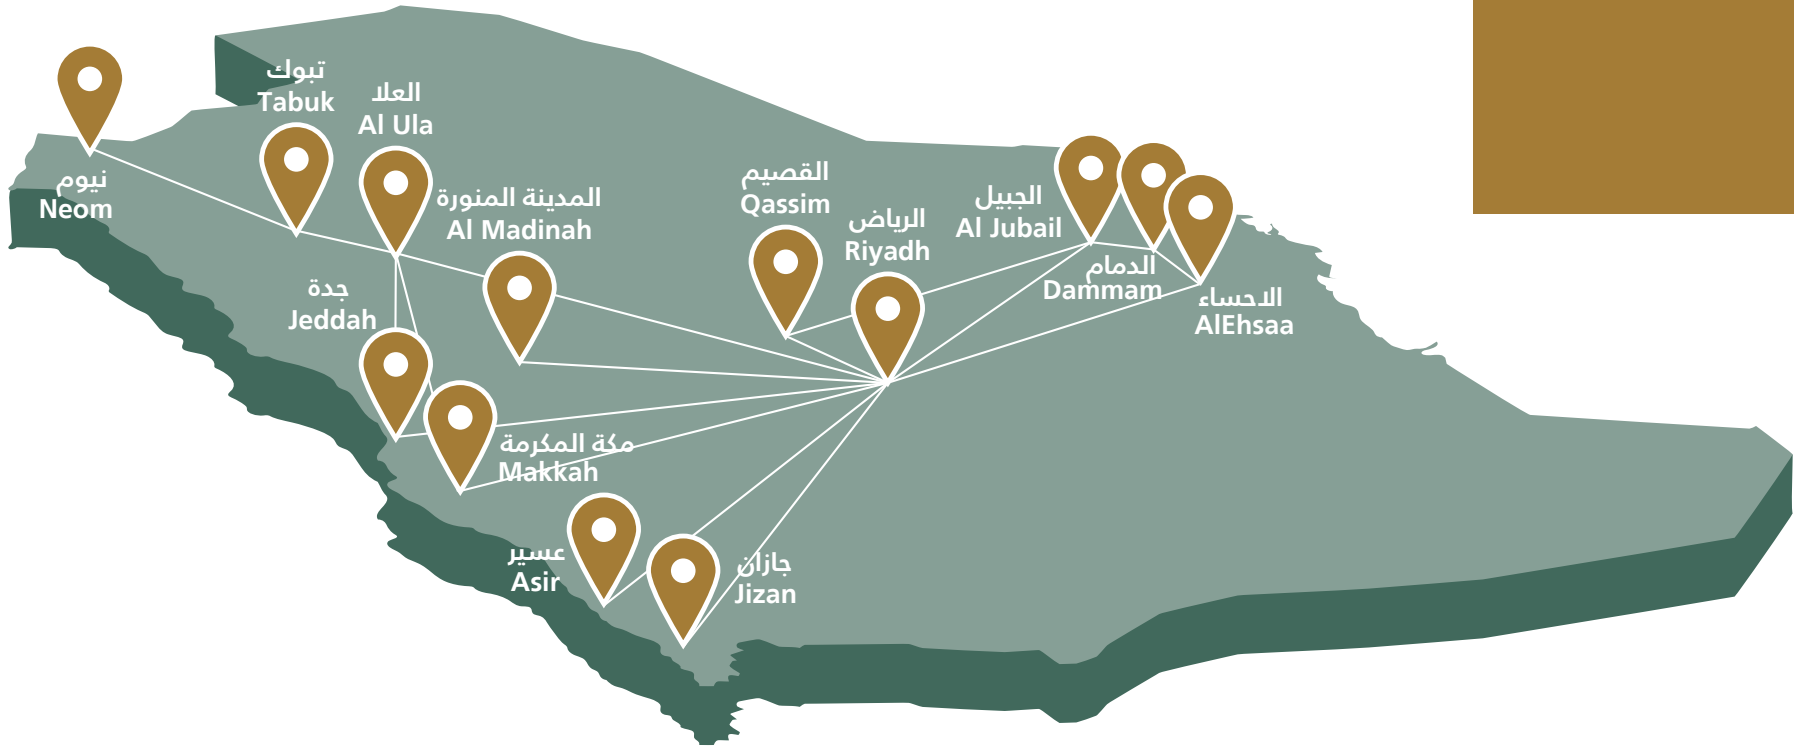 تبوك
Tabuk
العلا
Al Ula
نيوم
Neom
المدينة المنورة
Al Madinah
القصيم
Qassim
الرياض
Riyadh
الجبيل
Al Jubail
الدمام
Dammam
الاحساء
AlEhsaa
جدة
Jeddah
مكة المكرمة
Makkah
عسير
Asir
جازان
Jizan